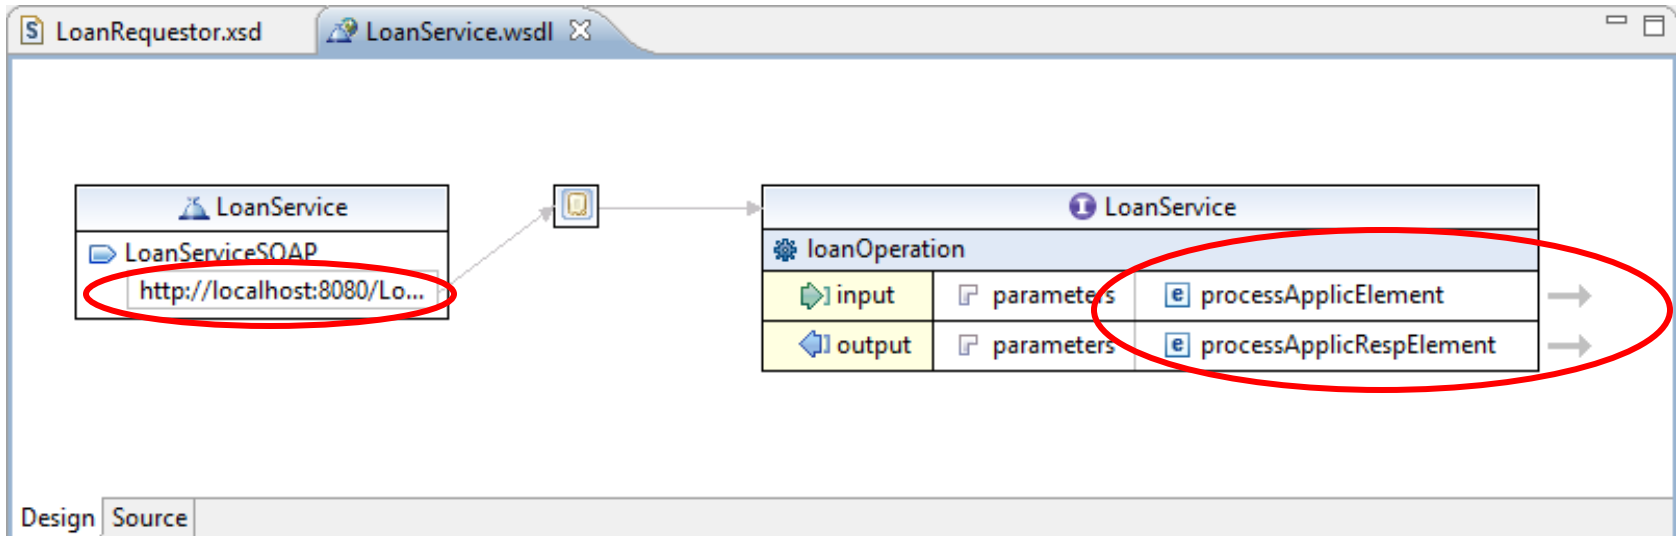 LoanRequestor.xsd
LoanService.wsdl
LoanService
LoanServiceSOAP
http://localhost:8080/Lo...
LoanService
loanOperation
input parameters processApplicElement
output parameters processApplicRespElement
Design Source